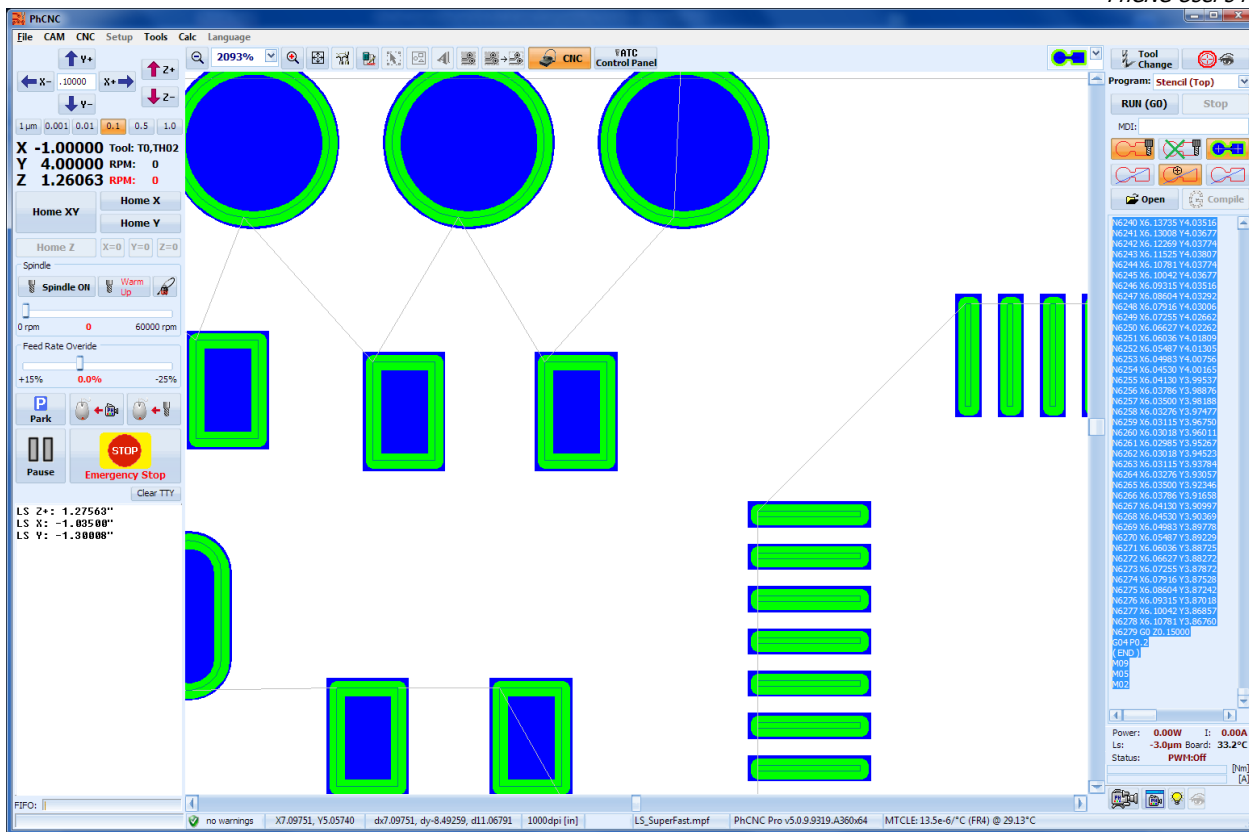 PhCNC
File CAM CNC Setup Tools Calc Language
Y+
X- .10000 X+
Z+
Y-
Z-
1µm 0.001 0.01 0.1 0.5 1.0
X -1.00000 Tool: T0,TH02
Y 4.00000 RPM: 0
Z 1.26063 RPM: 0
Home XY
Home X
Home Y
Home Z X=0 Y=0 Z=0
Spindle
Spindle ON Warm Up
0 rpm 0 60000 rpm
Feed Rate Overide
+15% 0.0% -25%
P
Park
Pause
STOP
Emergency Stop
Clear TTY
LS Z+: 1.27563"
LS X: -1.03500"
LS Y: -1.30008"
FIFO:
2093%
CNC
ATC
Control Panel
Tool
Change
Program: Stencil (Top)
RUN (G0) Stop
MDI:
Open Compile
N6240 X6.13735 Y4.03516
N6241 X6.13008 Y4.03677
N6242 X6.12269 Y4.03774
N6243 X6.11525 Y4.03807
N6244 X6.10781 Y4.03774
N6245 X6.10042 Y4.03677
N6246 X6.09315 Y4.03516
N6247 X6.08604 Y4.03292
N6248 X6.07916 Y4.03006
N6249 X6.07255 Y4.02662
N6250 X6.06627 Y4.02262
N6251 X6.06036 Y4.01809
N6252 X6.05487 Y4.01305
N6253 X6.04983 Y4.00756
N6254 X6.04530 Y4.00165
N6255 X6.04130 Y3.99537
N6256 X6.03786 Y3.98876
N6257 X6.03500 Y3.98188
N6258 X6.03276 Y3.97477
N6259 X6.03115 Y3.96750
N6260 X6.03018 Y3.96011
N6261 X6.02985 Y3.95267
N6262 X6.03018 Y3.94523
N6263 X6.03115 Y3.93784
N6264 X6.03276 Y3.93057
N6265 X6.03500 Y3.92346
N6266 X6.03786 Y3.91658
N6267 X6.04130 Y3.90997
N6268 X6.04530 Y3.90369
N6269 X6.04983 Y3.89778
N6270 X6.05487 Y3.89229
N6271 X6.06036 Y3.88725
N6272 X6.06627 Y3.88272
N6273 X6.07255 Y3.87872
N6274 X6.07916 Y3.87528
N6275 X6.08604 Y3.87242
N6276 X6.09315 Y3.87018
N6277 X6.10042 Y3.86857
N6278 X6.10781 Y3.86760
N6279 G0 Z0.15000
G04 P0.2
( END )
M09
M05
M02
Power: 0.00W I: 0.00A
Ls: -3.0µm Board: 33.2°C
Status: PWM:Off
[Nm]
[A]
no warnings X7.09751, Y5.05740 dx7.09751, dy-8.49259, d11.06791 1000dpi [in] LS_SuperFast.mpf PhCNC Pro v5.0.9.9319.A360x64 MTCLE: 13.5e-6/°C (FR4) @ 29.13°C